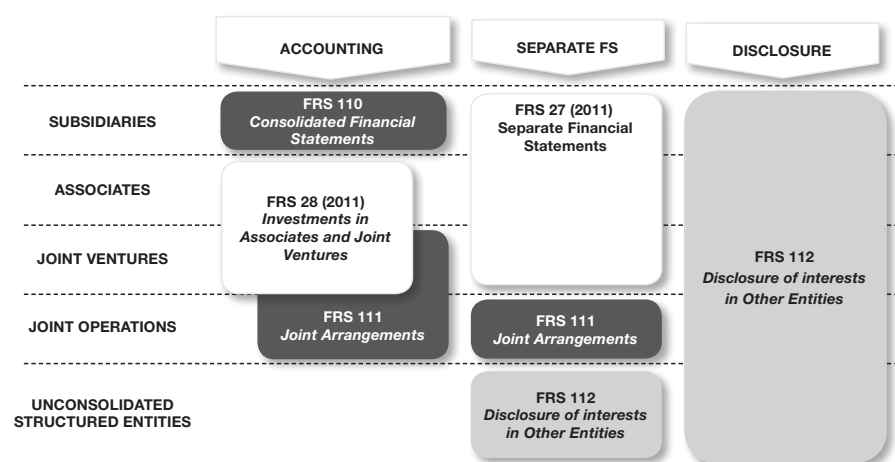 ACCOUNTING
SEPARATE FS
DISCLOSURE
SUBSIDIARIES
FRS 110
Consolidated Financial
Statements
FRS 27 (2011)
Separate Financial
Statements
ASSOCIATES
FRS 28 (2011)
Investments in
Associates and Joint
Ventures
JOINT VENTURES
FRS 112
Disclosure of interests
in Other Entities
JOINT OPERATIONS
FRS 111
Joint Arrangements
FRS 111
Joint Arrangements
UNCONSOLIDATED
STRUCTURED ENTITIES
FRS 112
Disclosure of interests
in Other Entities